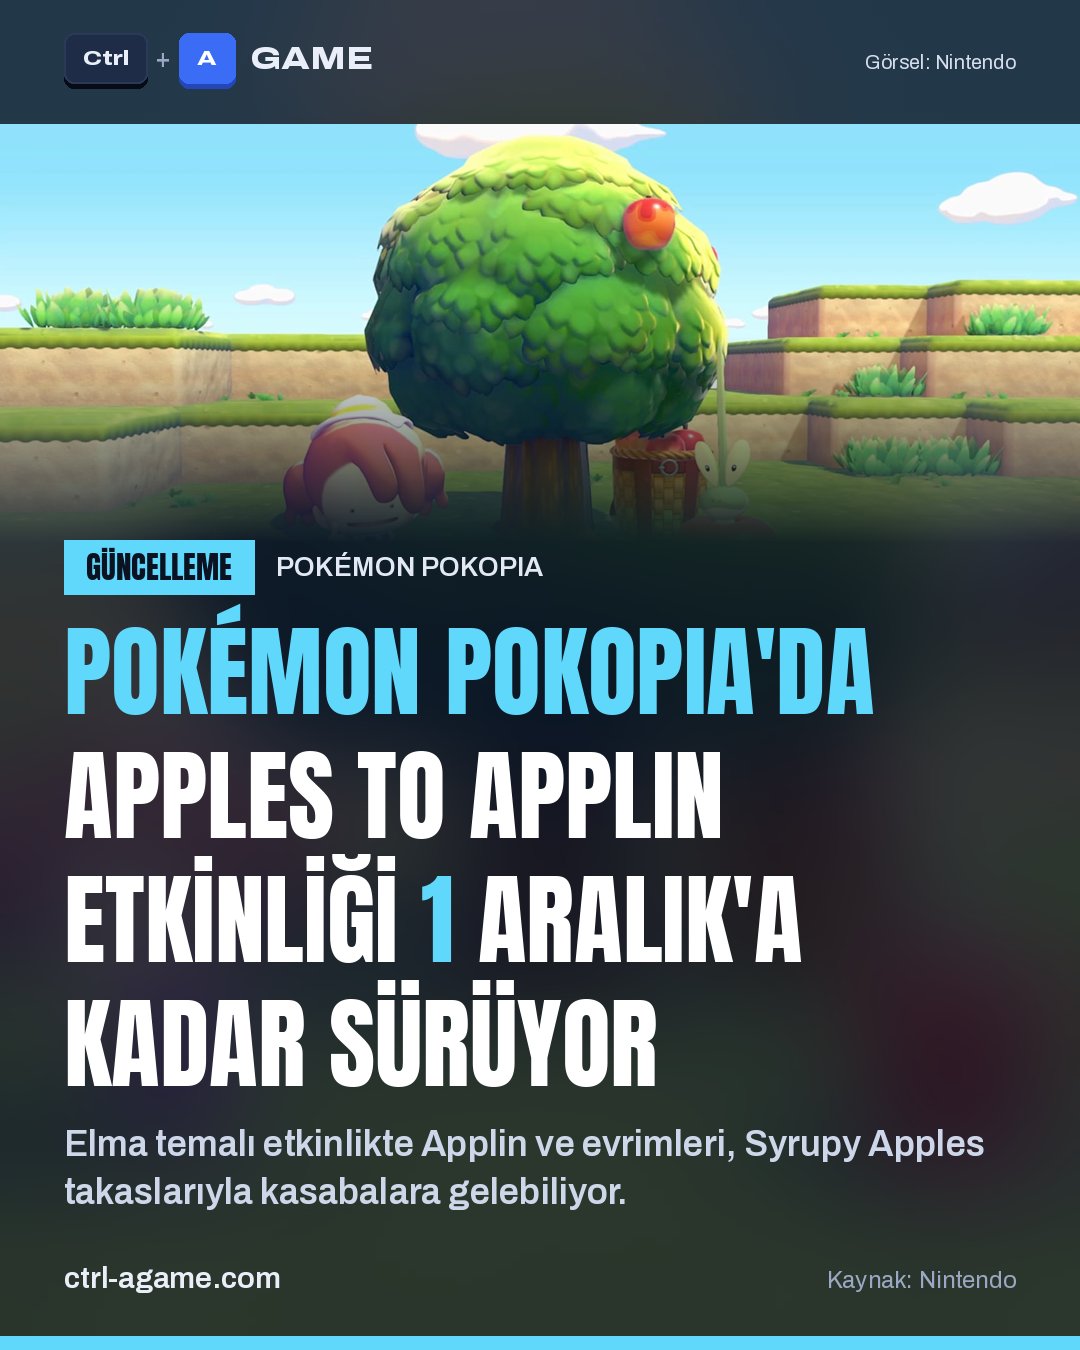 Ctrl + A GAME
Görsel: Nintendo
GÜNCELLEME POKÉMON POKOPIA
POKÉMON POKOPIA'DA
APPLES TO APPLIN
ETKİNLİĞİ 1 ARALIK'A
KADAR SÜRÜYOR
Elma temalı etkinlikte Applin ve evrimleri, Syrupy Apples
takaslarıyla kasabalara gelebiliyor.
ctrl-agame.com
Kaynak: Nintendo